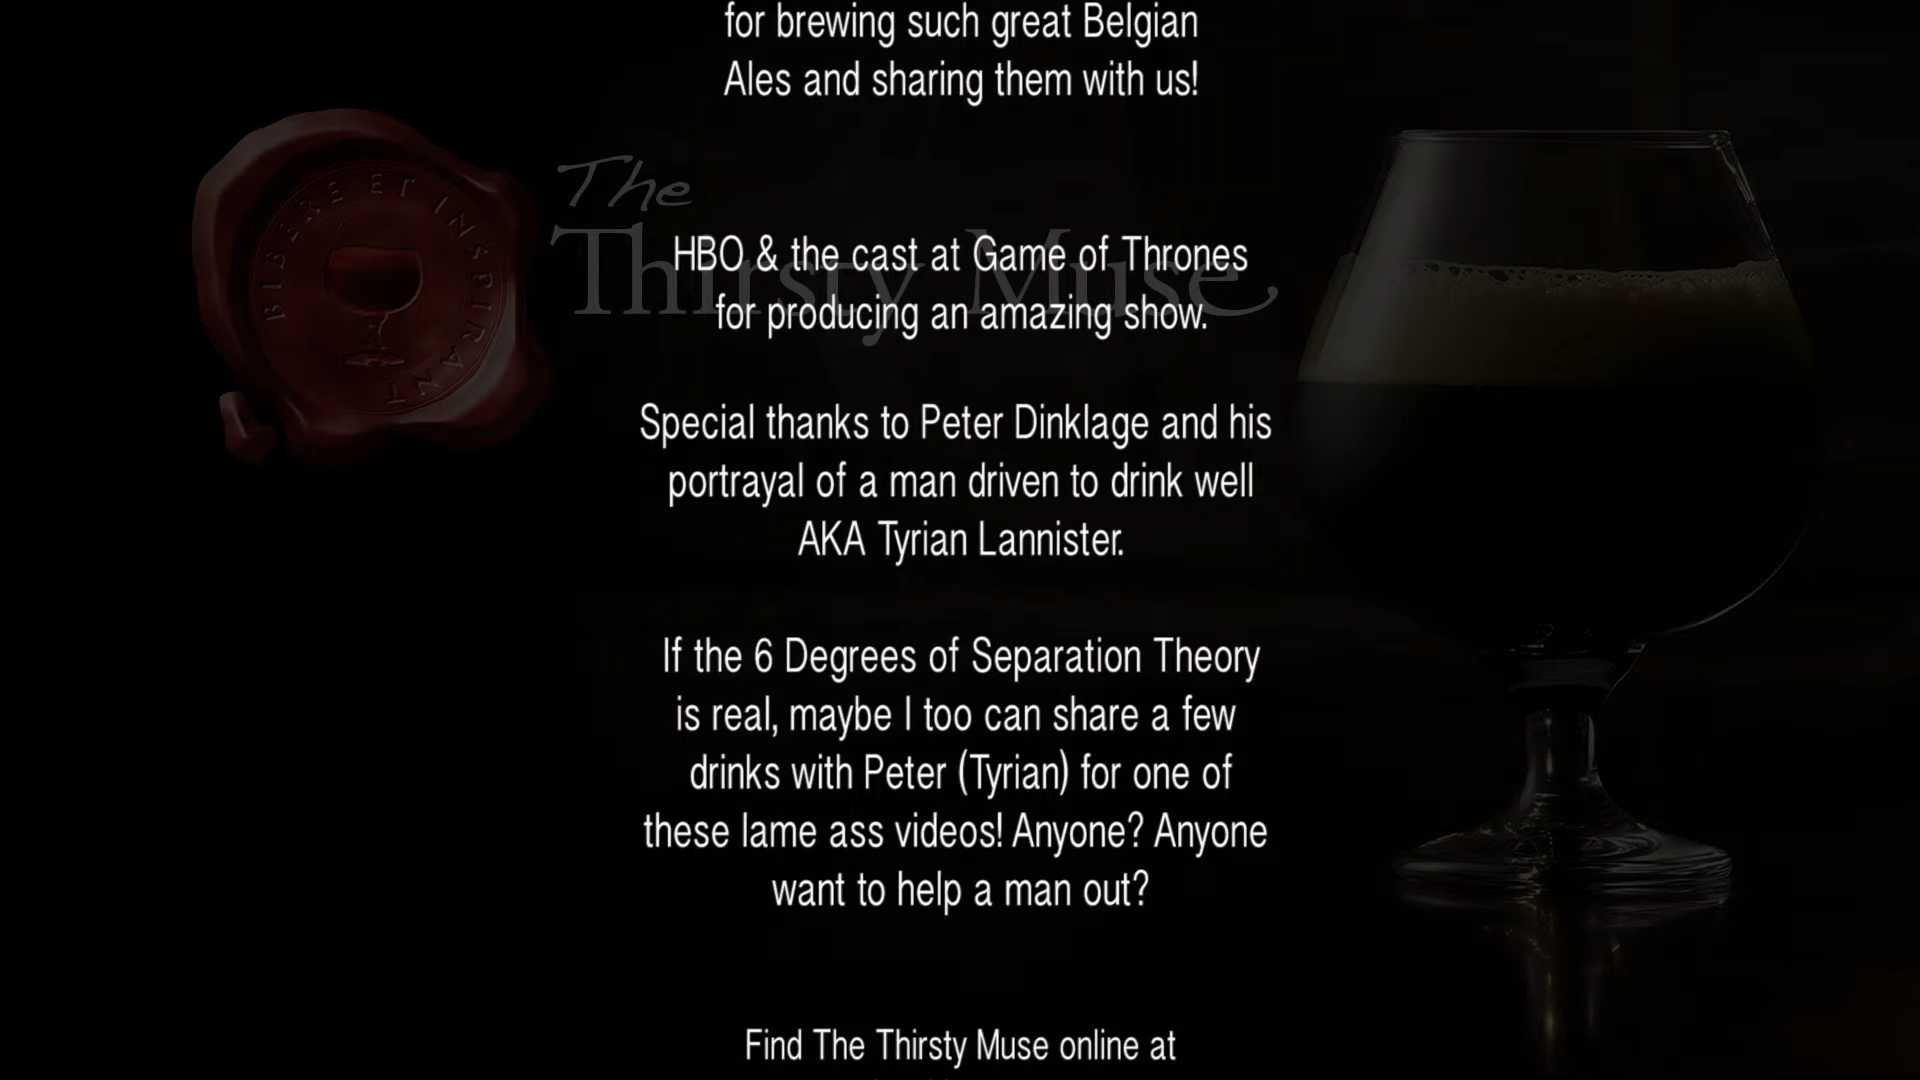 for brewing such great Belgian
Ales and sharing them with us!
BIBERE ET INSPIRANT
The
Thirsty Muse
HBO & the cast at Game of Thrones
for producing an amazing show.
Special thanks to Peter Dinklage and his
portrayal of a man driven to drink well
AKA Tyrian Lannister.
If the 6 Degrees of Separation Theory
is real, maybe I too can share a few
drinks with Peter (Tyrian) for one of
these lame ass videos! Anyone? Anyone
want to help a man out?
Find The Thirsty Muse online at